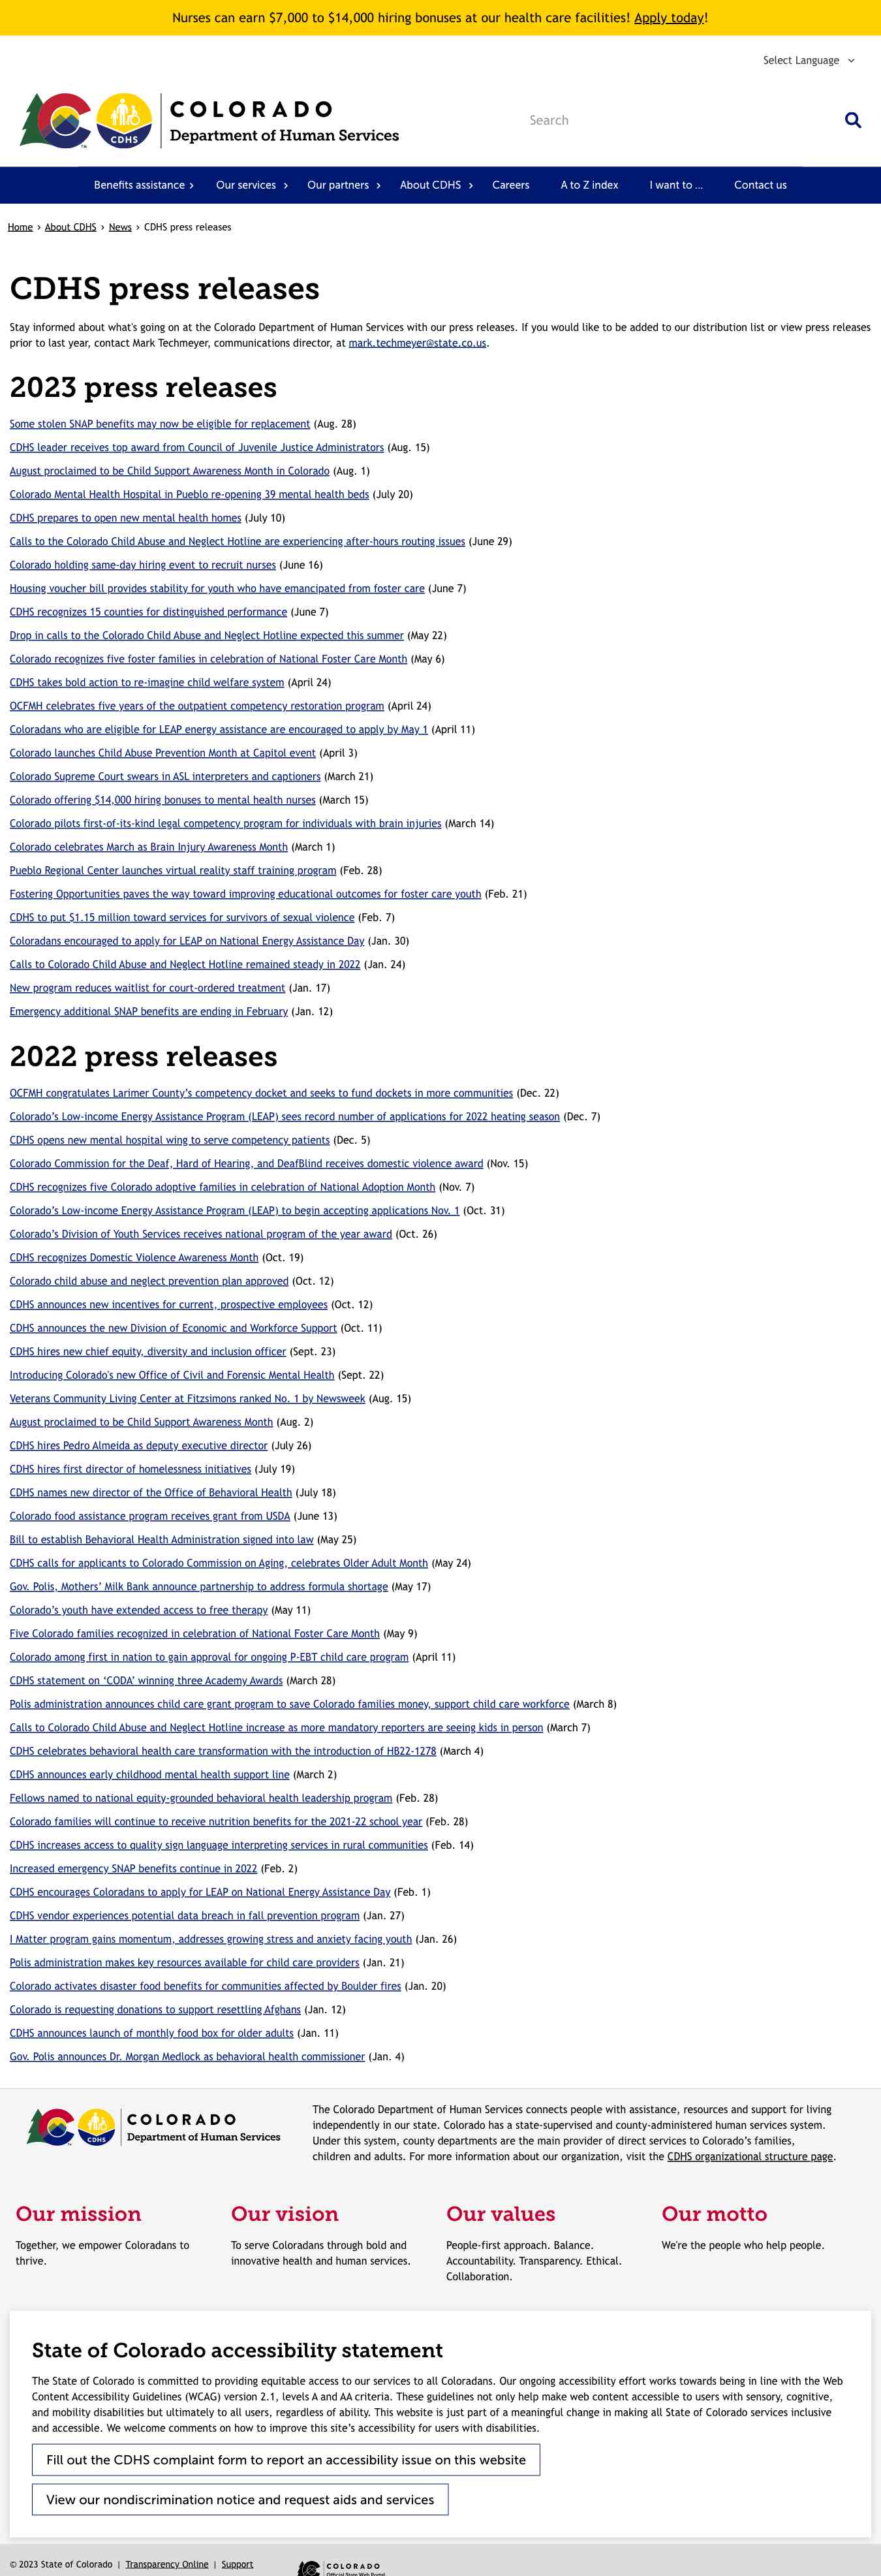 Nurses can earn $7,000 to $14,000 hiring bonuses at our health care facilities! Apply today!
Select Language
COLORADO
Department of Human Services
CDHS
TM
Search
Benefits assistance
Our services
Our partners
About CDHS
Careers
A to Z index
I want to ...
Contact us
Home › About CDHS › News › CDHS press releases
CDHS press releases
Stay informed about what's going on at the Colorado Department of Human Services with our press releases. If you would like to be added to our distribution list or view press releases
prior to last year, contact Mark Techmeyer, communications director, at mark.techmeyer@state.co.us.
2023 press releases
Some stolen SNAP benefits may now be eligible for replacement (Aug. 28)
CDHS leader receives top award from Council of Juvenile Justice Administrators (Aug. 15)
August proclaimed to be Child Support Awareness Month in Colorado (Aug. 1)
Colorado Mental Health Hospital in Pueblo re-opening 39 mental health beds (July 20)
CDHS prepares to open new mental health homes (July 10)
Calls to the Colorado Child Abuse and Neglect Hotline are experiencing after-hours routing issues (June 29)
Colorado holding same-day hiring event to recruit nurses (June 16)
Housing voucher bill provides stability for youth who have emancipated from foster care (June 7)
CDHS recognizes 15 counties for distinguished performance (June 7)
Drop in calls to the Colorado Child Abuse and Neglect Hotline expected this summer (May 22)
Colorado recognizes five foster families in celebration of National Foster Care Month (May 6)
CDHS takes bold action to re-imagine child welfare system (April 24)
OCFMH celebrates five years of the outpatient competency restoration program (April 24)
Coloradans who are eligible for LEAP energy assistance are encouraged to apply by May 1 (April 11)
Colorado launches Child Abuse Prevention Month at Capitol event (April 3)
Colorado Supreme Court swears in ASL interpreters and captioners (March 21)
Colorado offering $14,000 hiring bonuses to mental health nurses (March 15)
Colorado pilots first-of-its-kind legal competency program for individuals with brain injuries (March 14)
Colorado celebrates March as Brain Injury Awareness Month (March 1)
Pueblo Regional Center launches virtual reality staff training program (Feb. 28)
Fostering Opportunities paves the way toward improving educational outcomes for foster care youth (Feb. 21)
CDHS to put $1.15 million toward services for survivors of sexual violence (Feb. 7)
Coloradans encouraged to apply for LEAP on National Energy Assistance Day (Jan. 30)
Calls to Colorado Child Abuse and Neglect Hotline remained steady in 2022 (Jan. 24)
New program reduces waitlist for court-ordered treatment (Jan. 17)
Emergency additional SNAP benefits are ending in February (Jan. 12)
2022 press releases
OCFMH congratulates Larimer County’s competency docket and seeks to fund dockets in more communities (Dec. 22)
Colorado’s Low-income Energy Assistance Program (LEAP) sees record number of applications for 2022 heating season (Dec. 7)
CDHS opens new mental hospital wing to serve competency patients (Dec. 5)
Colorado Commission for the Deaf, Hard of Hearing, and DeafBlind receives domestic violence award (Nov. 15)
CDHS recognizes five Colorado adoptive families in celebration of National Adoption Month (Nov. 7)
Colorado’s Low-income Energy Assistance Program (LEAP) to begin accepting applications Nov. 1 (Oct. 31)
Colorado’s Division of Youth Services receives national program of the year award (Oct. 26)
CDHS recognizes Domestic Violence Awareness Month (Oct. 19)
Colorado child abuse and neglect prevention plan approved (Oct. 12)
CDHS announces new incentives for current, prospective employees (Oct. 12)
CDHS announces the new Division of Economic and Workforce Support (Oct. 11)
CDHS hires new chief equity, diversity and inclusion officer (Sept. 23)
Introducing Colorado's new Office of Civil and Forensic Mental Health (Sept. 22)
Veterans Community Living Center at Fitzsimons ranked No. 1 by Newsweek (Aug. 15)
August proclaimed to be Child Support Awareness Month (Aug. 2)
CDHS hires Pedro Almeida as deputy executive director (July 26)
CDHS hires first director of homelessness initiatives (July 19)
CDHS names new director of the Office of Behavioral Health (July 18)
Colorado food assistance program receives grant from USDA (June 13)
Bill to establish Behavioral Health Administration signed into law (May 25)
CDHS calls for applicants to Colorado Commission on Aging, celebrates Older Adult Month (May 24)
Gov. Polis, Mothers’ Milk Bank announce partnership to address formula shortage (May 17)
Colorado’s youth have extended access to free therapy (May 11)
Five Colorado families recognized in celebration of National Foster Care Month (May 9)
Colorado among first in nation to gain approval for ongoing P-EBT child care program (April 11)
CDHS statement on ‘CODA’ winning three Academy Awards (March 28)
Polis administration announces child care grant program to save Colorado families money, support child care workforce (March 8)
Calls to Colorado Child Abuse and Neglect Hotline increase as more mandatory reporters are seeing kids in person (March 7)
CDHS celebrates behavioral health care transformation with the introduction of HB22-1278 (March 4)
CDHS announces early childhood mental health support line (March 2)
Fellows named to national equity-grounded behavioral health leadership program (Feb. 28)
Colorado families will continue to receive nutrition benefits for the 2021-22 school year (Feb. 28)
CDHS increases access to quality sign language interpreting services in rural communities (Feb. 14)
Increased emergency SNAP benefits continue in 2022 (Feb. 2)
CDHS encourages Coloradans to apply for LEAP on National Energy Assistance Day (Feb. 1)
CDHS vendor experiences potential data breach in fall prevention program (Jan. 27)
I Matter program gains momentum, addresses growing stress and anxiety facing youth (Jan. 26)
Polis administration makes key resources available for child care providers (Jan. 21)
Colorado activates disaster food benefits for communities affected by Boulder fires (Jan. 20)
Colorado is requesting donations to support resettling Afghans (Jan. 12)
CDHS announces launch of monthly food box for older adults (Jan. 11)
Gov. Polis announces Dr. Morgan Medlock as behavioral health commissioner (Jan. 4)
COLORADO
Department of Human Services
CDHS
The Colorado Department of Human Services connects people with assistance, resources and support for living
independently in our state. Colorado has a state-supervised and county-administered human services system.
Under this system, county departments are the main provider of direct services to Colorado’s families,
children and adults. For more information about our organization, visit the CDHS organizational structure page.
Our mission
Together, we empower Coloradans to
thrive.
Our vision
To serve Coloradans through bold and
innovative health and human services.
Our values
People-first approach. Balance.
Accountability. Transparency. Ethical.
Collaboration.
Our motto
We're the people who help people.
State of Colorado accessibility statement
The State of Colorado is committed to providing equitable access to our services to all Coloradans. Our ongoing accessibility effort works towards being in line with the Web
Content Accessibility Guidelines (WCAG) version 2.1, levels A and AA criteria. These guidelines not only help make web content accessible to users with sensory, cognitive,
and mobility disabilities but ultimately to all users, regardless of ability. This website is just part of a meaningful change in making all State of Colorado services inclusive
and accessible. We welcome comments on how to improve this site’s accessibility for users with disabilities.
Fill out the CDHS complaint form to report an accessibility issue on this website
View our nondiscrimination notice and request aids and services
© 2023 State of Colorado | Transparency Online | Support
COLORADO
Official State Web Portal